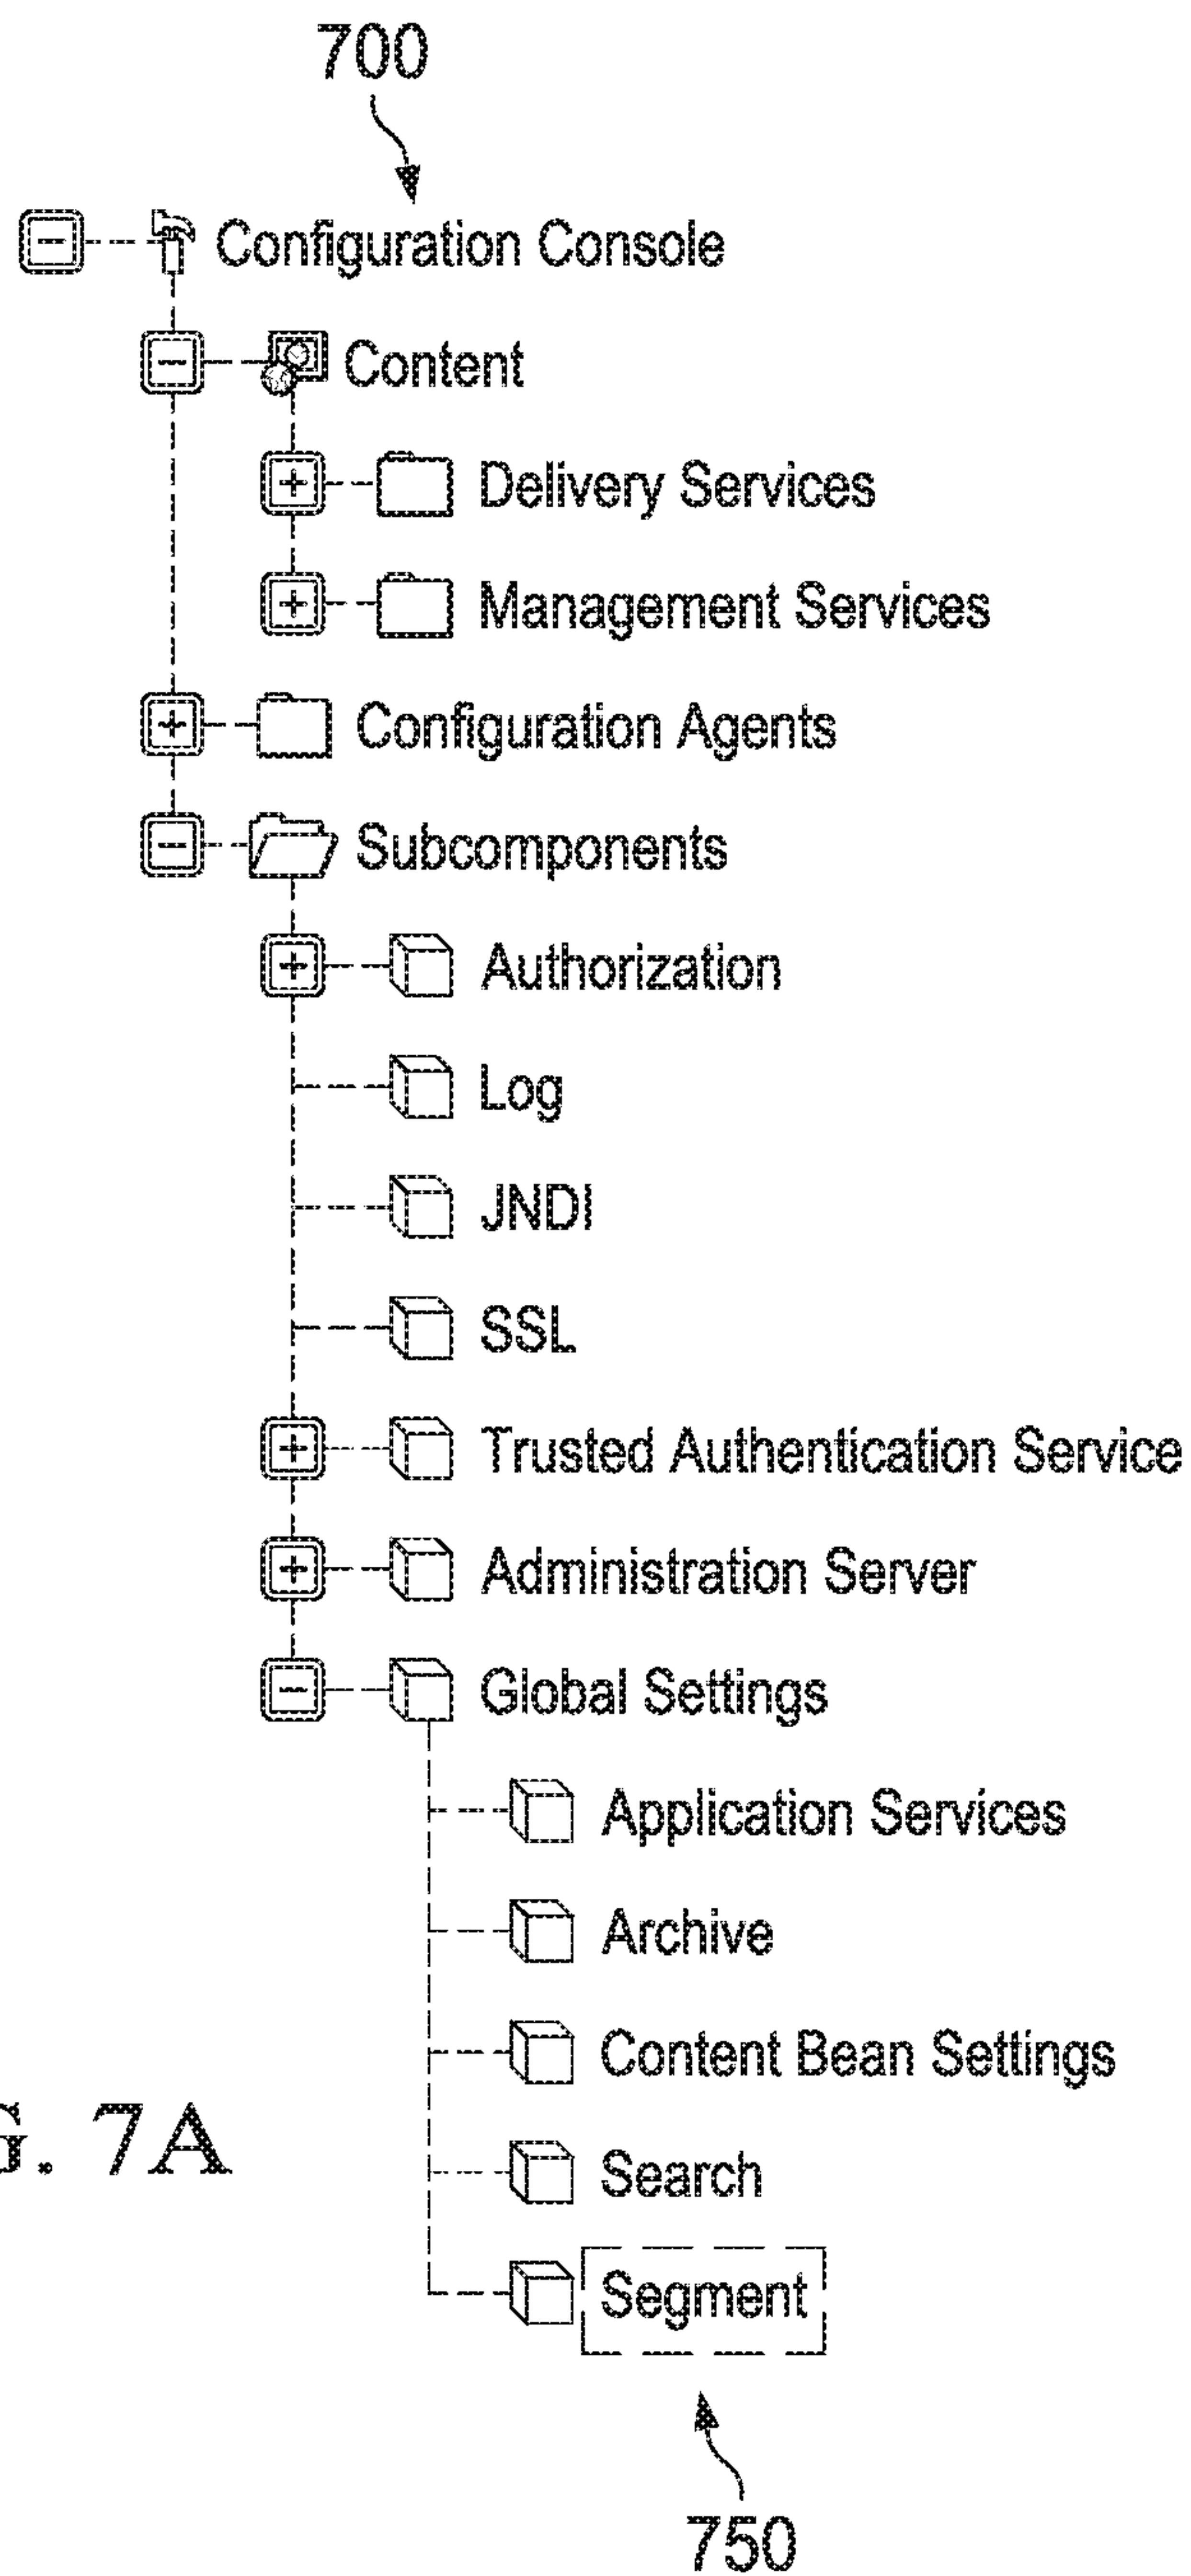 700
Configuration Console
Content
Delivery Services
Management Services
Configuration Agents
Subcomponents
Authorization
Log
JNDI
SSL
Trusted Authentication Service
Administration Server
Global Settings
Application Services
Archive
Content Bean Settings
G. 7A
Search
Segment
750